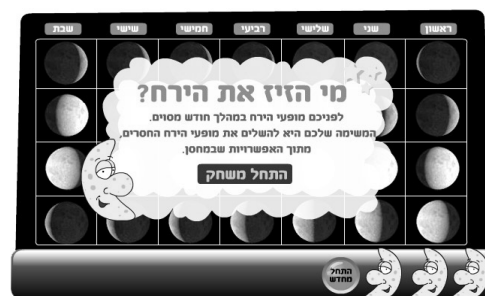 ראשון שני שלישי רביעי חמישי שישי שבת
מי הזיז את הירח?
לפניכם מופעי הירח במהלך חודש מסוים.
המשימה שלכם היא להשלים את מופעי הירח החסרים,
מתוך האפשרויות שבמחסן.
התחל משחק
התחל
מחדש